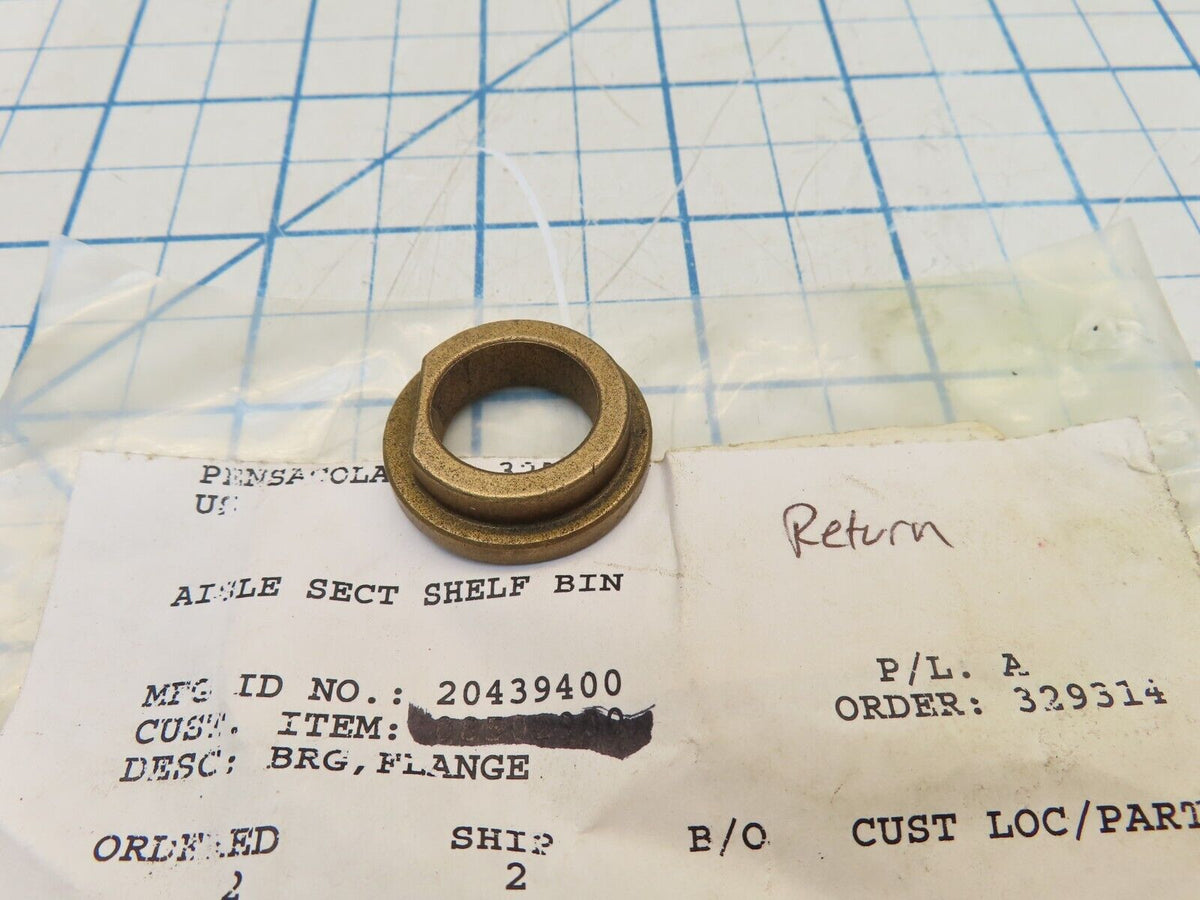 PENSACOLA
US
Return
AISLE SECT SHELF BIN
P/L. A
MFG ID NO.: 20439400
ORDER: 329314
CUST. ITEM:
DESC: BRG, FLANGE
ORDERED SHIP B/O CUST LOC/PART
2 2